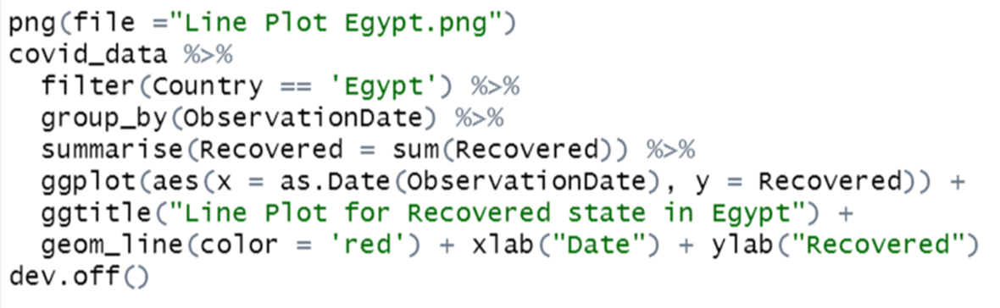 png(file ="Line Plot Egypt.png")
covid_data %>%
  filter(Country == 'Egypt') %>%
  group_by(ObservationDate) %>%
  summarise(Recovered = sum(Recovered)) %>%
  ggplot(aes(x = as.Date(ObservationDate), y = Recovered)) +
  ggtitle("Line Plot for Recovered state in Egypt") +
  geom_line(color = 'red') + xlab("Date") + ylab("Recovered")
dev.off()